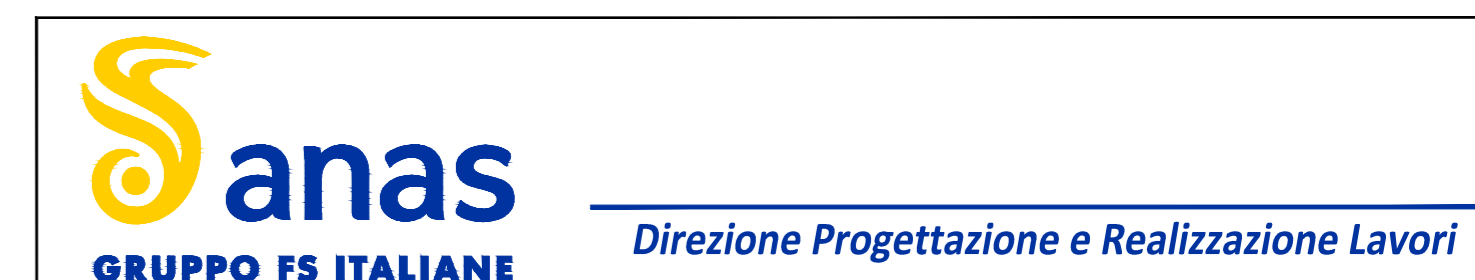 anas
GRUPPO FS ITALIANE
Direzione Progettazione e Realizzazione Lavori